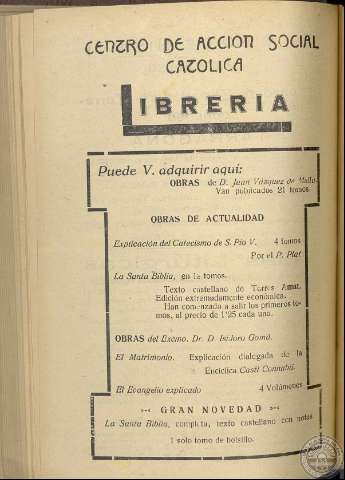 CENTRO DE ACCION SOCIAL
CATOLICA
LIBRERIA
Puede V. adquirir aquí:
OBRAS de D. Juan Vázquez de Mella
Van publicados 21 tomos
OBRAS DE ACTUALIDAD
Explicación del Catecismo de S. Pio V. 4 tomos
Por el P. Plat
La Santa Biblia, en tomos.
Texto castellano de Torres Amat.
Edición extremadamente económica.
Han comenzado a salir los primeros to-
mos, al precio de 1'25 cada uno.
OBRAS del Excmo. Dr. D. Isidoro Gomá.
El Matrimonio. Explicación dialogada de la
Encíclica Casti Connubii.
El Evangelio explicado 4 Volúmenes
GRAN NOVEDAD
La Santa Biblia, completa, texto castellano con notas
1 solo tomo de bolsillo.